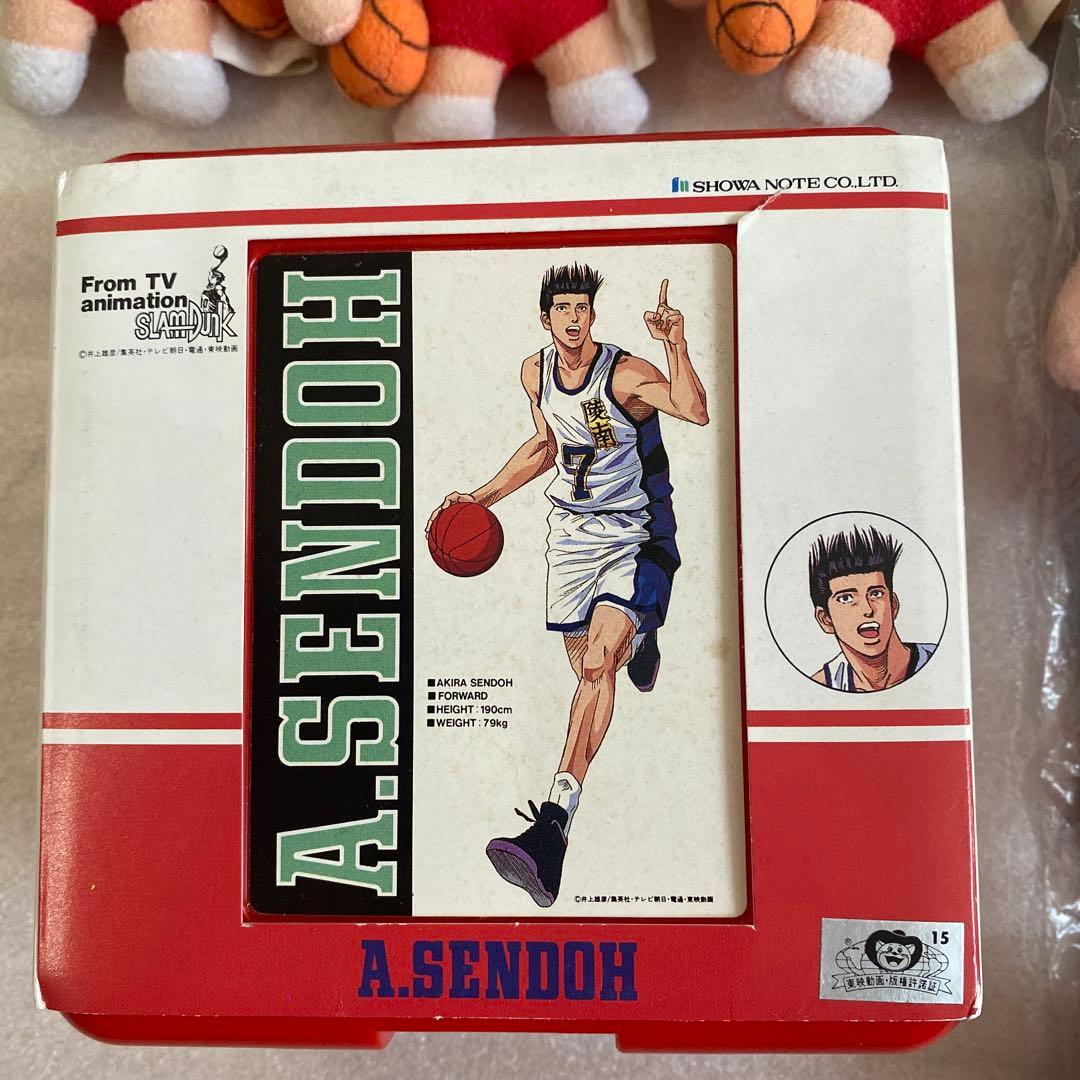 SHOWA NOTE CO.,LTD.
From TV
animation
SLAM DUNK
©井上雄彦/集英社・テレビ朝日・電通・東映動画
A.SENDOH
陵南
7
■AKIRA SENDOH
■FORWARD
■HEIGHT:190cm
■WEIGHT:79kg
©井上雄彦/集英社・テレビ朝日・電通・東映動画
A.SENDOH
® 15
東映動画・版権許諾証